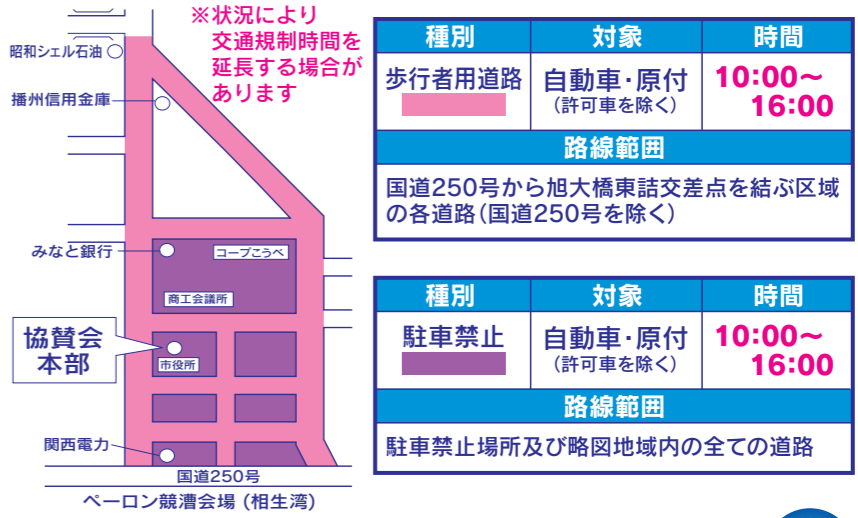 ※状況により
交通規制時間を
延長する場合が
あります
昭和シェル石油
播州信用金庫
みなと銀行
コープこうべ
商工会議所
協賛会
本部
市役所
関西電力
国道250号
ペーロン競漕会場 (相生湾)
種別 対象 時間
歩行者用道路 自動車・原付 10:00〜
(許可車を除く) 16:00
路線範囲
国道250号から旭大橋東詰交差点を結ぶ区域
の各道路(国道250号を除く)
種別 対象 時間
駐車禁止 自動車・原付 10:00〜
(許可車を除く) 16:00
路線範囲
駐車禁止場所及び略図地域内の全ての道路